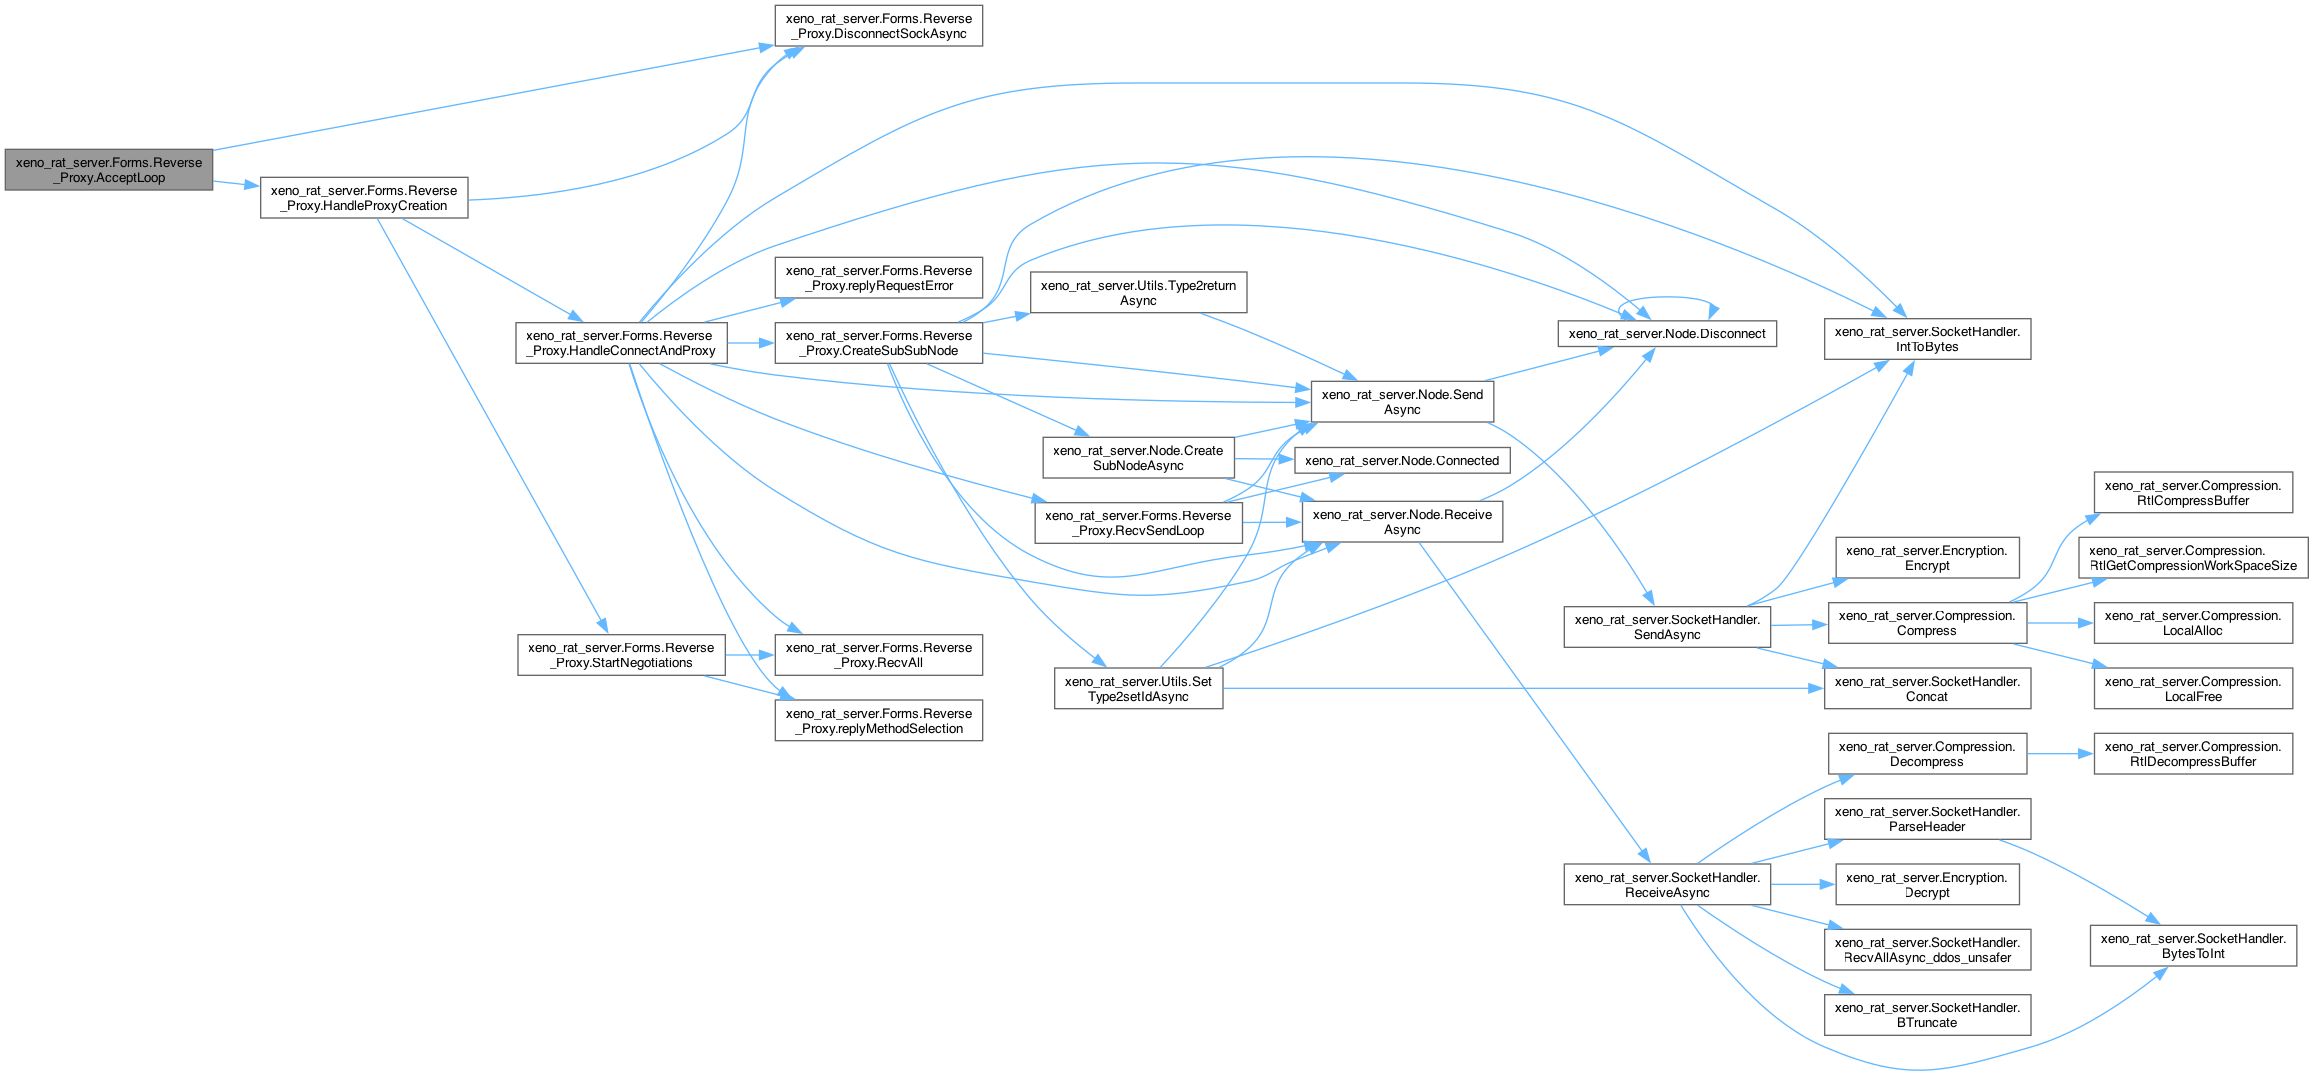 xeno_rat_server.Forms.Reverse
_Proxy.AcceptLoop
xeno_rat_server.Forms.Reverse
_Proxy.DisconnectSockAsync
xeno_rat_server.Forms.Reverse
_Proxy.HandleProxyCreation
xeno_rat_server.Forms.Reverse
_Proxy.HandleConnectAndProxy
xeno_rat_server.Forms.Reverse
_Proxy.StartNegotiations
xeno_rat_server.Forms.Reverse
_Proxy.replyRequestError
xeno_rat_server.Forms.Reverse
_Proxy.CreateSubSubNode
xeno_rat_server.Forms.Reverse
_Proxy.RecvAll
xeno_rat_server.Forms.Reverse
_Proxy.replyMethodSelection
xeno_rat_server.Utils.Type2return
Async
xeno_rat_server.Node.Create
SubNodeAsync
xeno_rat_server.Forms.Reverse
_Proxy.RecvSendLoop
xeno_rat_server.Utils.Set
Type2setIdAsync
xeno_rat_server.Node.Send
Async
xeno_rat_server.Node.Connected
xeno_rat_server.Node.Receive
Async
xeno_rat_server.Node.Disconnect
xeno_rat_server.SocketHandler.
SendAsync
xeno_rat_server.SocketHandler.
ReceiveAsync
xeno_rat_server.SocketHandler.
IntToBytes
xeno_rat_server.Encryption.
Encrypt
xeno_rat_server.Compression.
Compress
xeno_rat_server.SocketHandler.
Concat
xeno_rat_server.Compression.
Decompress
xeno_rat_server.SocketHandler.
ParseHeader
xeno_rat_server.Encryption.
Decrypt
xeno_rat_server.SocketHandler.
RecvAllAsync_ddos_unsafer
xeno_rat_server.SocketHandler.
BTruncate
xeno_rat_server.Compression.
RtlCompressBuffer
xeno_rat_server.Compression.
RtlGetCompressionWorkSpaceSize
xeno_rat_server.Compression.
LocalAlloc
xeno_rat_server.Compression.
LocalFree
xeno_rat_server.Compression.
RtlDecompressBuffer
xeno_rat_server.SocketHandler.
BytesToInt